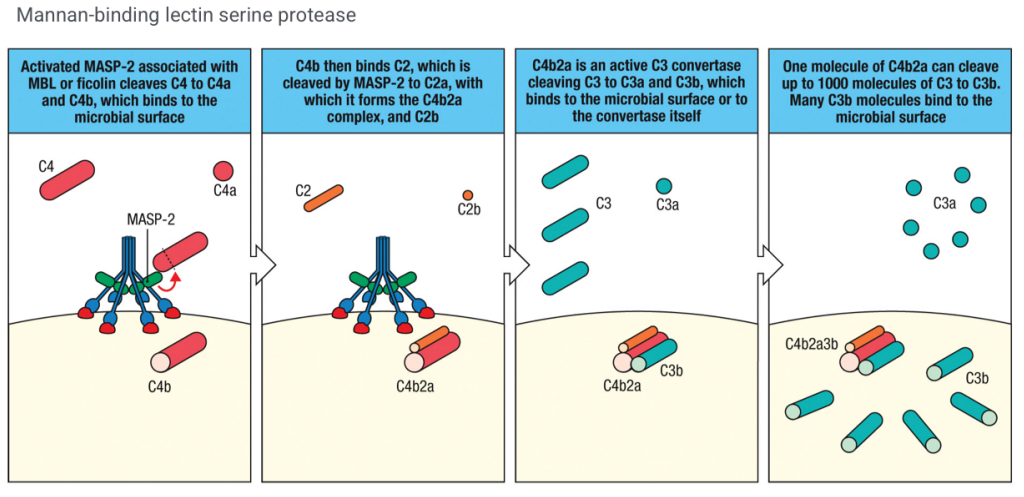 Mannan-binding lectin serine protease
Activated MASP-2 associated with
MBL or ficolin cleaves C4 to C4a
and C4b, which binds to the
microbial surface
C4
C4a
MASP-2
C4b
C4b then binds C2, which is
cleaved by MASP-2 to C2a, with
which it forms the C4b2a
complex, and C2b
C2
C2b
C4b2a
C4b2a is an active C3 convertase
cleaving C3 to C3a and C3b, which
binds to the microbial surface or to
the convertase itself
C3
C3a
C4b2a
C3b
One molecule of C4b2a can cleave
up to 1000 molecules of C3 to C3b.
Many C3b molecules bind to the
microbial surface
C3a
C4b2a3b
C3b